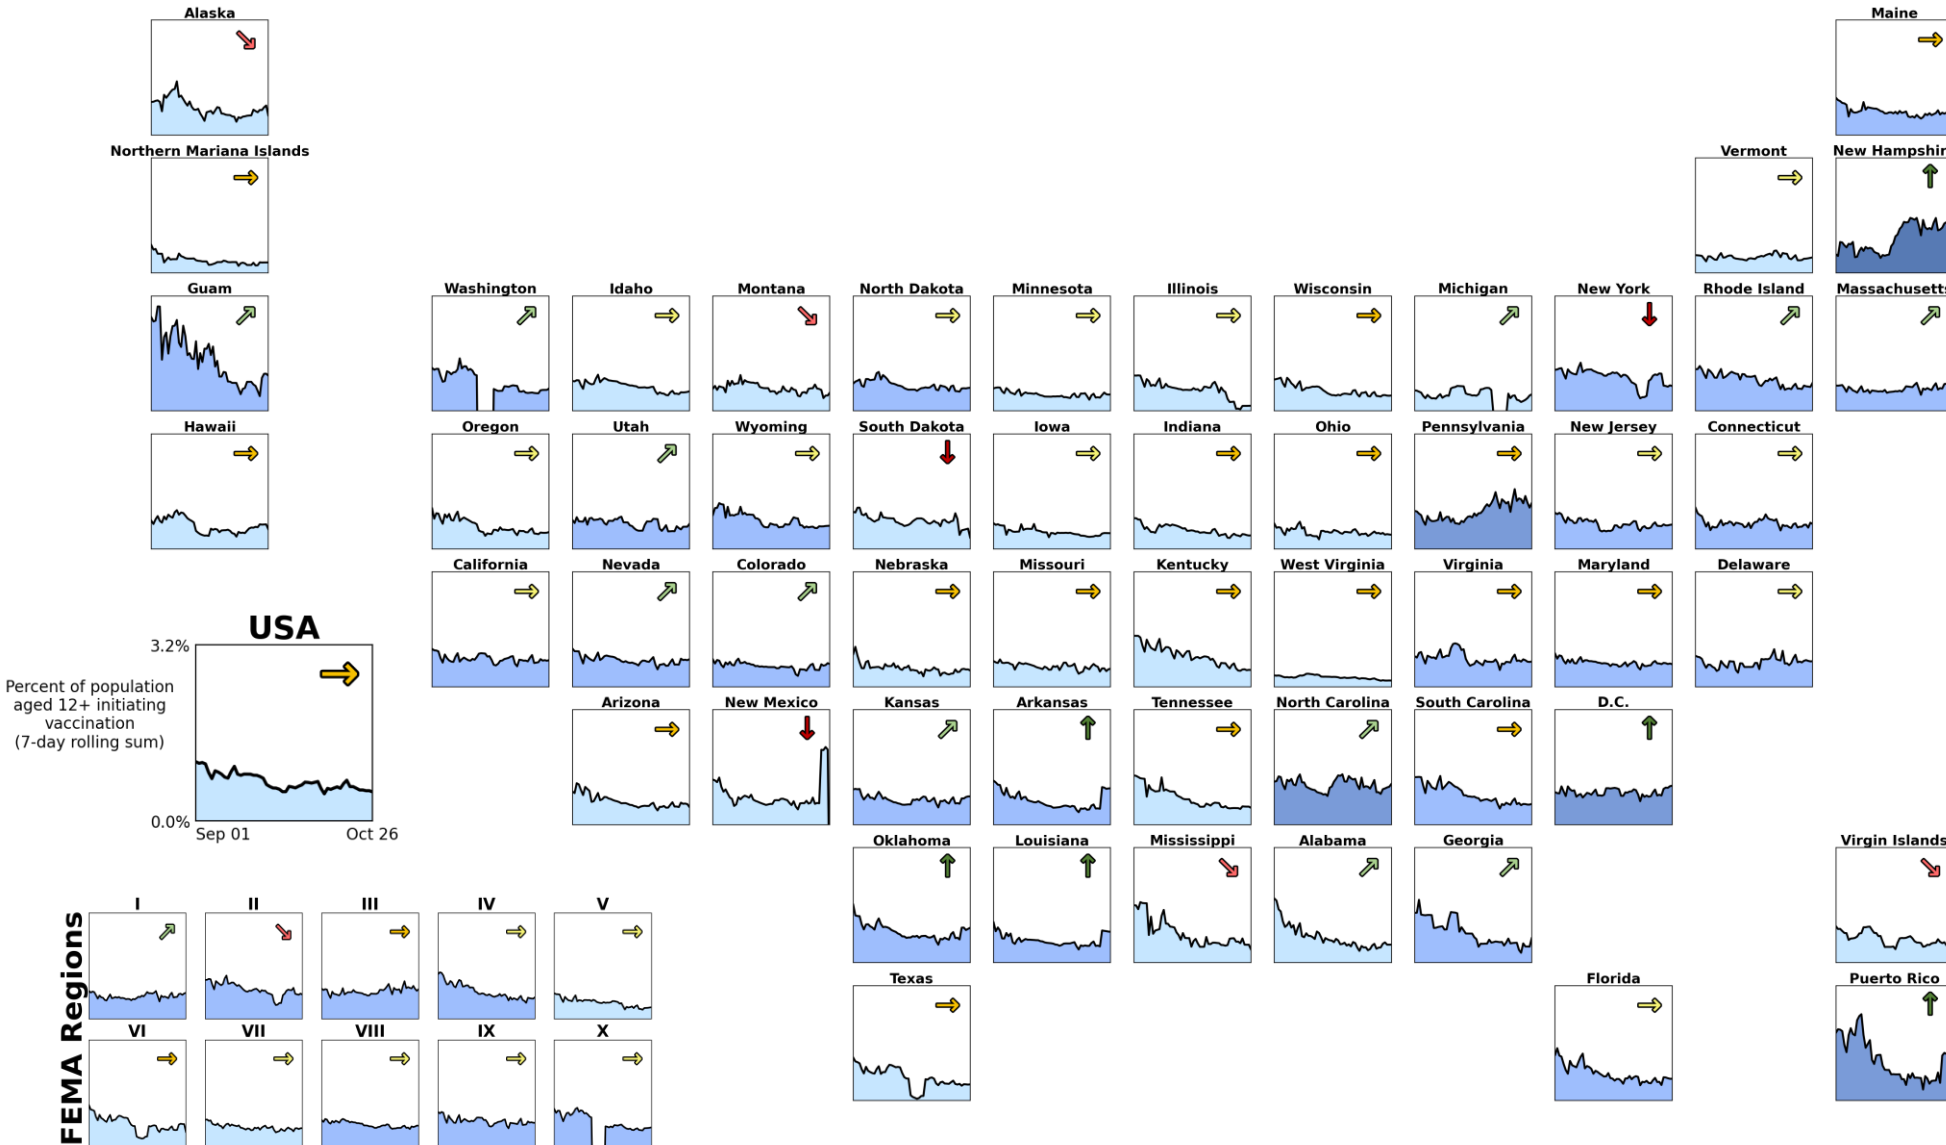 Alaska
Maine
Northern Mariana Islands
Vermont
New Hampshir
Guam
Washington
Idaho
Montana
North Dakota
Minnesota
Illinois
Wisconsin
Michigan
New York
Rhode Island
Massachusetts
Hawaii
Oregon
Utah
Wyoming
South Dakota
Iowa
Indiana
Ohio
Pennsylvania
New Jersey
Connecticut
California
Nevada
Colorado
Nebraska
Missouri
Kentucky
West Virginia
Virginia
Maryland
Delaware
USA
3.2%
Percent of population
aged 12+ initiating
vaccination
(7-day rolling sum)
0.0%
Sep 01
Oct 26
Arizona
New Mexico
Kansas
Arkansas
Tennessee
North Carolina
South Carolina
D.C.
Oklahoma
Louisiana
Mississippi
Alabama
Georgia
Virgin Islands
Texas
Florida
Puerto Rico
FEMA Regions
I
II
III
IV
V
VI
VII
VIII
IX
X